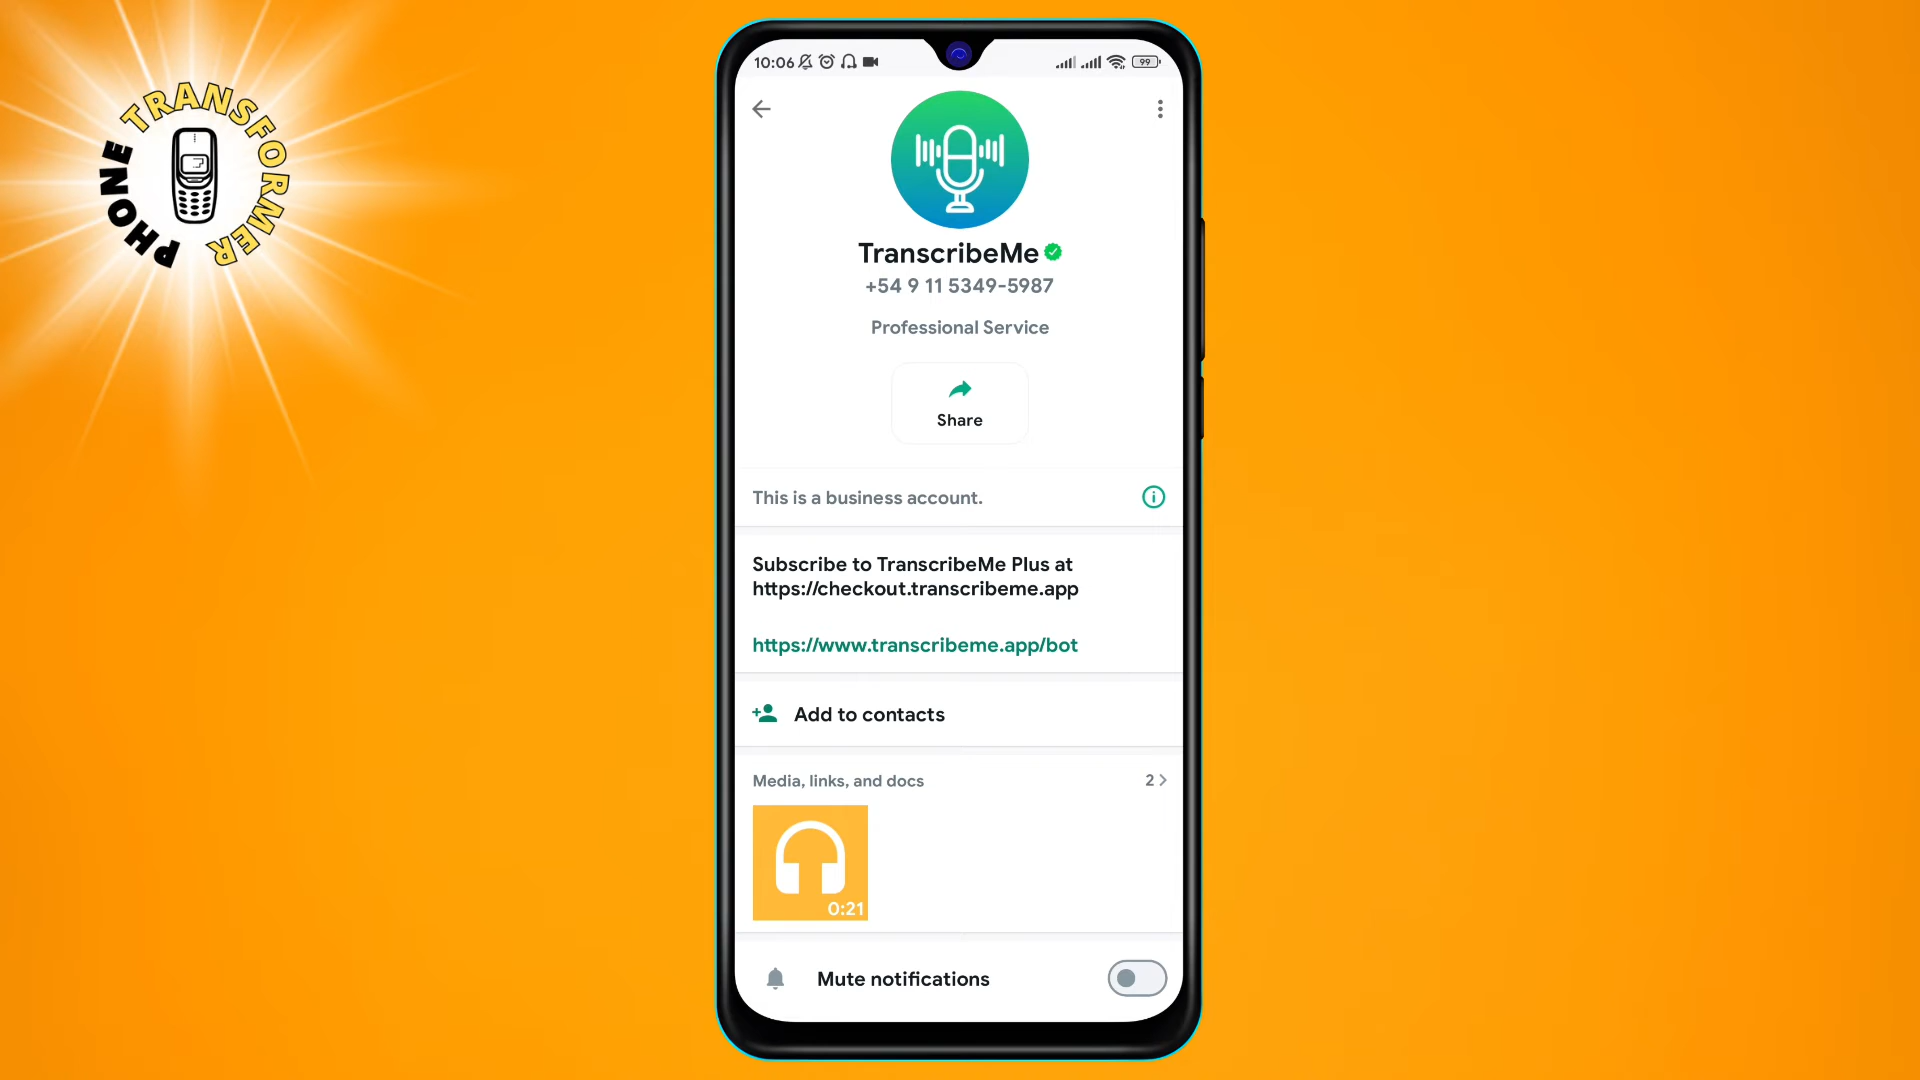 PHONE TRANSFORMER
10:06
99
TranscribeMe
+54 9 11 5349-5987
Professional Service
Share
This is a business account.
Subscribe to TranscribeMe Plus at
https://checkout.transcribeme.app
https://www.transcribeme.app/bot
Add to contacts
Media, links, and docs
2
0:21
Mute notifications